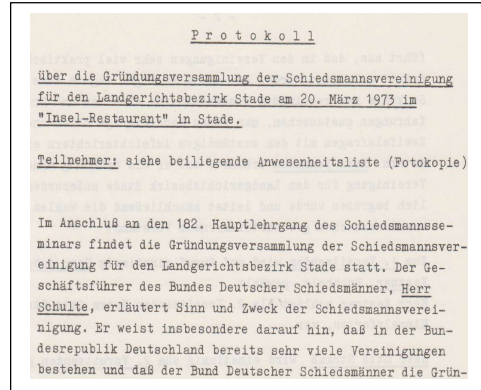 P r o t o k o l l
über die Gründungsversammlung der Schiedsmannsvereinigung
für den Landgerichtsbezirk Stade am 20. März 1973 im
"Insel-Restaurant" in Stade.
Teilnehmer: siehe beiliegende Anwesenheitsliste (Fotokopie)
Im Anschluß an den 182. Hauptlehrgang des Schiedsmannsse-
minars findet die Gründungsversammlung der Schiedsmannsver-
einigung für den Landgerichtsbezirk Stade statt. Der Ge-
schäftsführer des Bundes Deutscher Schiedsmänner, Herr
Schulte, erläutert Sinn und Zweck der Schiedsmannsverei-
nigung. Er weist insbesondere darauf hin, daß in der Bun-
desrepublik Deutschland bereits sehr viele Vereinigungen
bestehen und daß der Bund Deutscher Schiedsmänner die Grün-